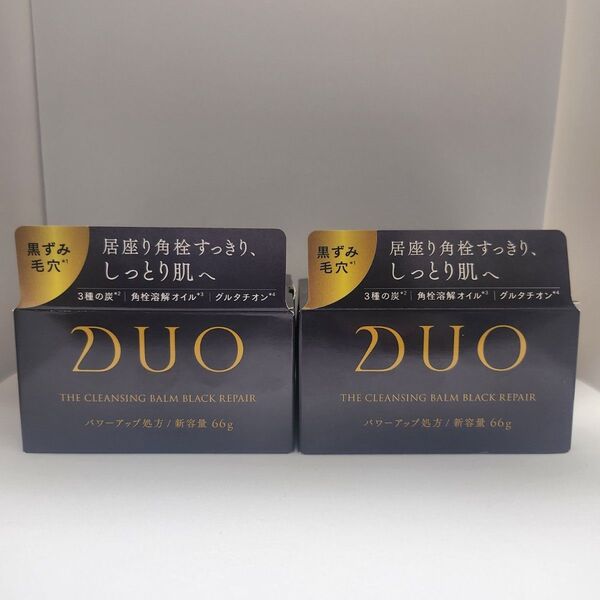 黒ずみ
毛穴*1
居座り角栓すっきり、
しっとり肌へ
3種の炭*2 | 角栓溶解オイル*3 | グルタチオン*4
DUO
THE CLEANSING BALM BLACK REPAIR
パワーアップ処方 / 新容量 66g
黒ずみ
毛穴*1
居座り角栓すっきり、
しっとり肌へ
3種の炭*2 | 角栓溶解オイル*3 | グルタチオン*4
DUO
THE CLEANSING BALM BLACK REPAIR
パワーアップ処方 / 新容量 66g